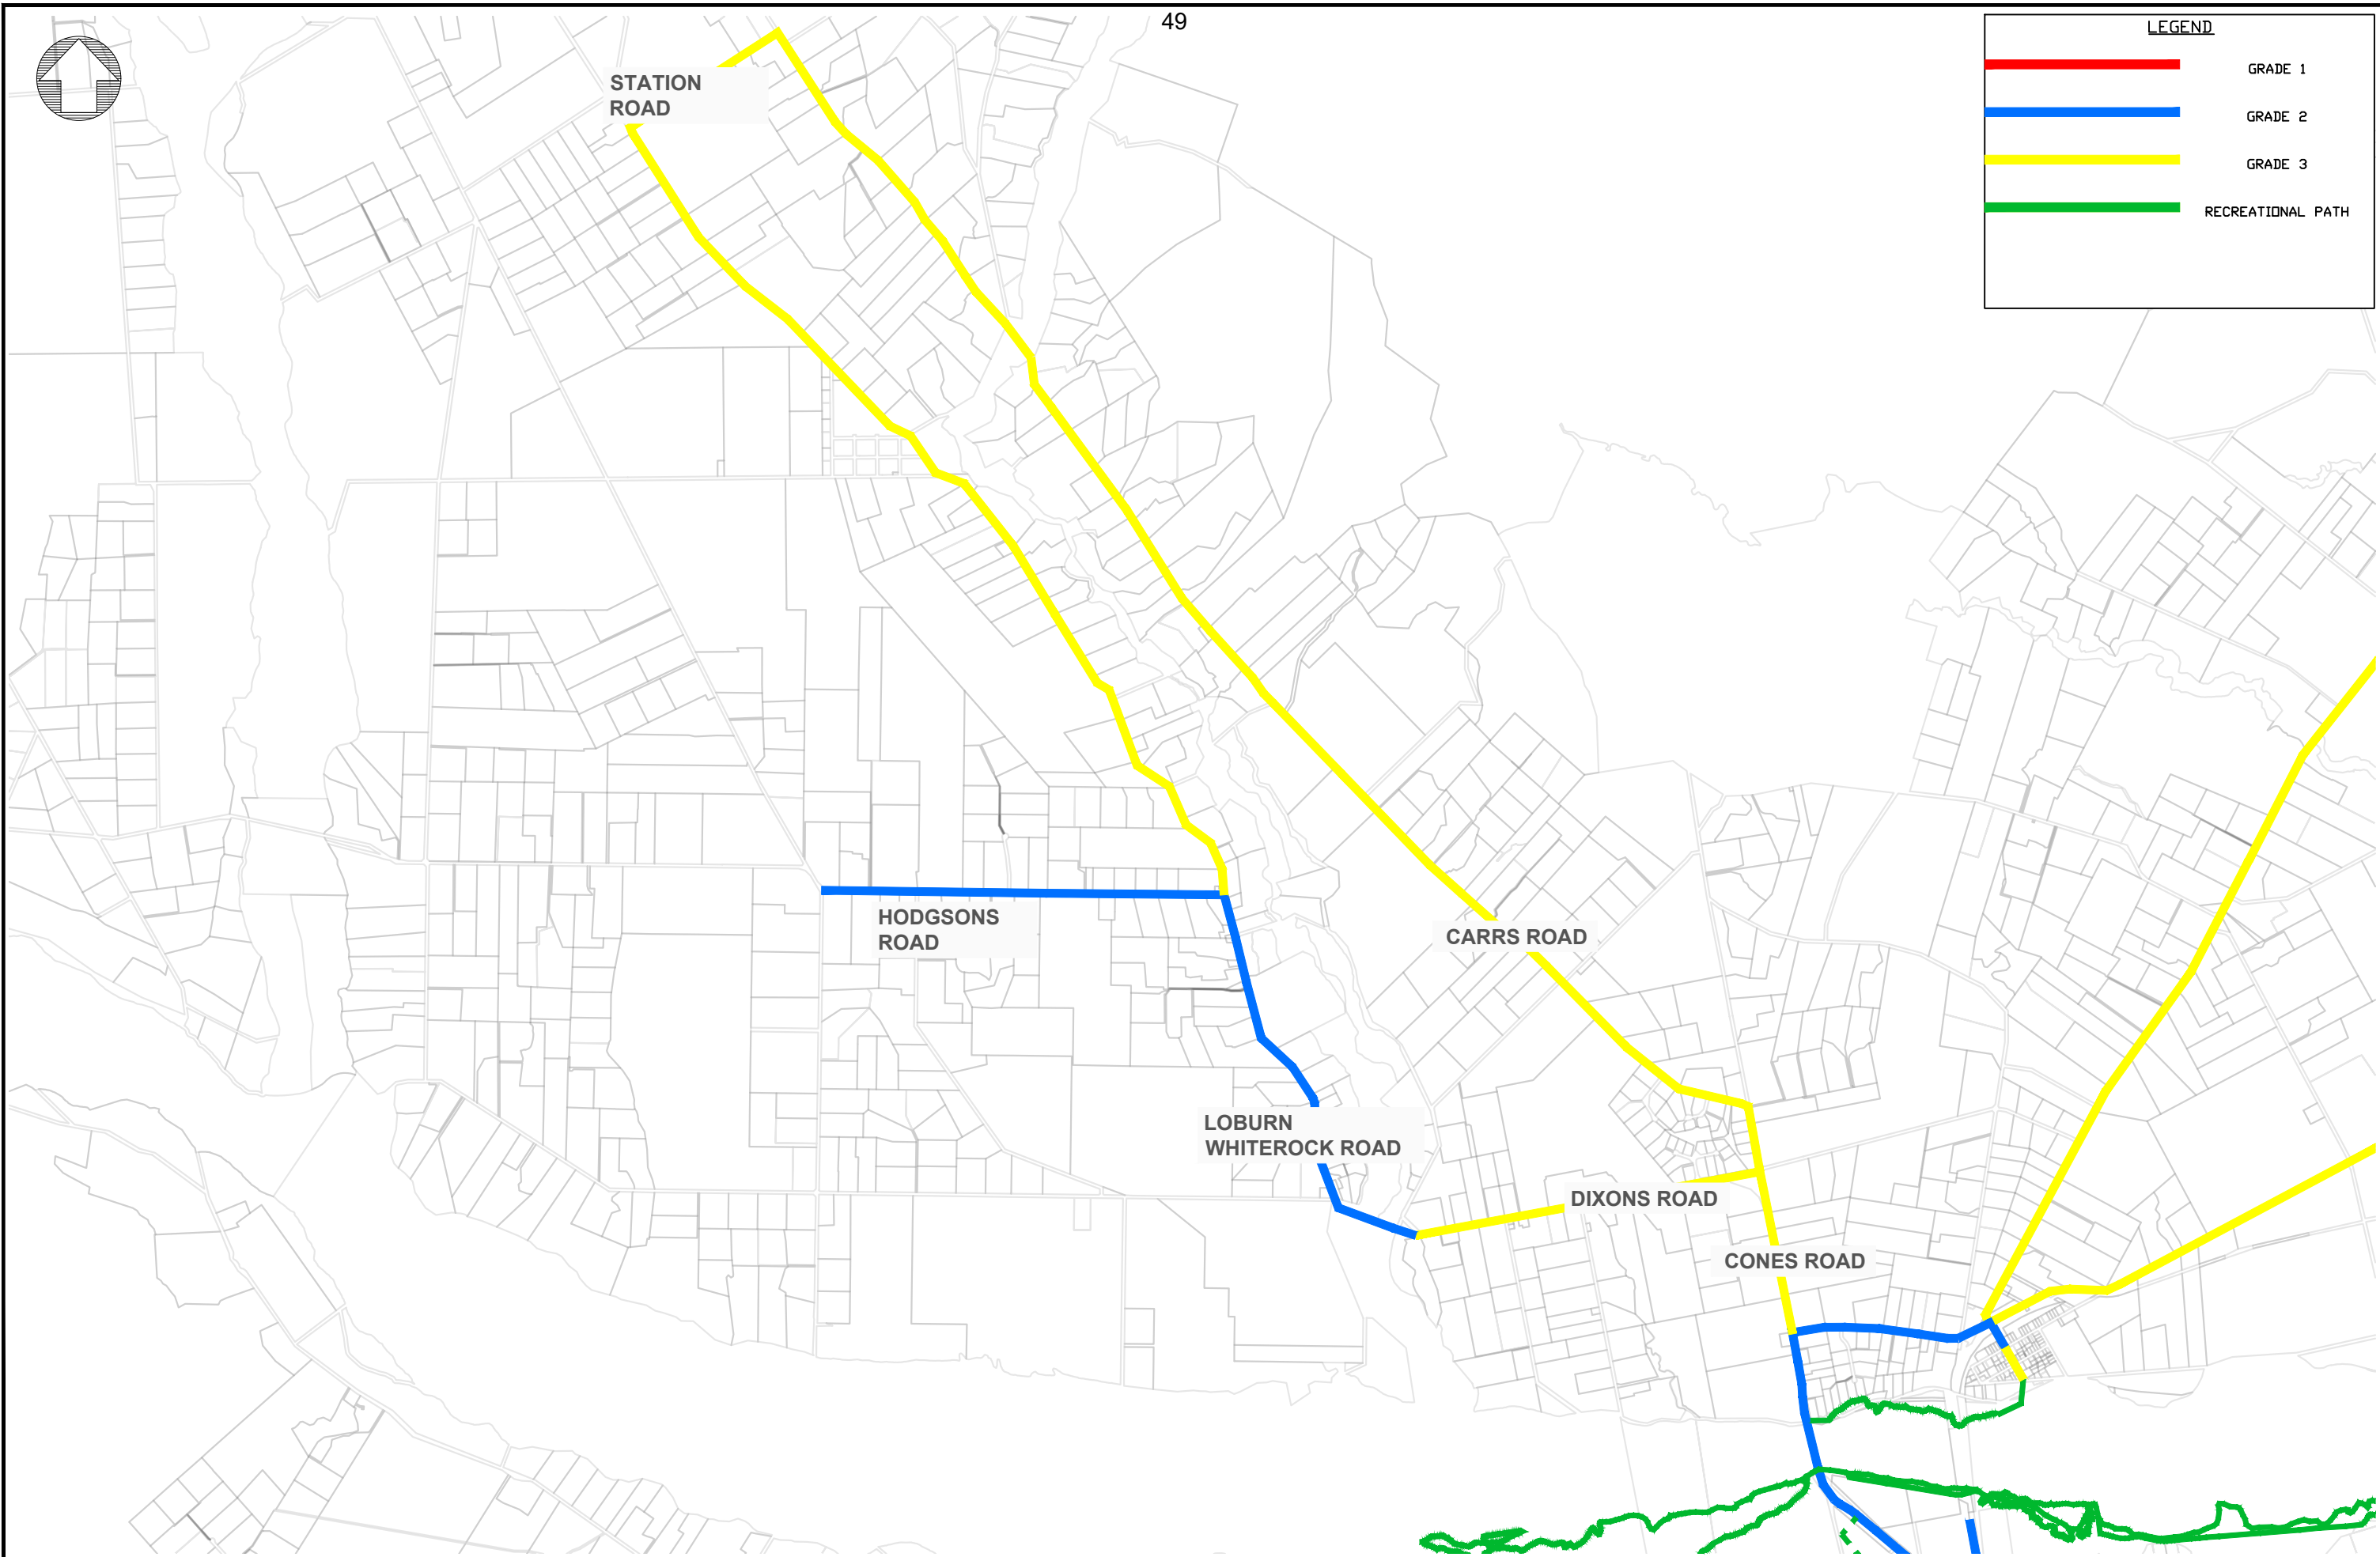 49
LEGEND
GRADE 1
GRADE 2
GRADE 3
RECREATIONAL PATH
STATION
ROAD
HODGSONS
ROAD
CARRS ROAD
LOBURN
WHITEROCK ROAD
DIXONS ROAD
CONES ROAD